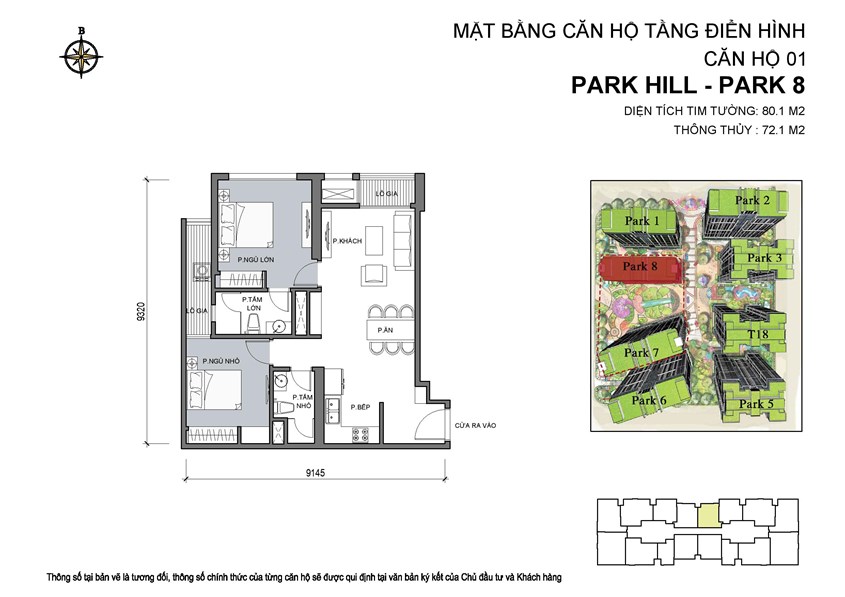 B
MẶT BẰNG CĂN HỘ TẦNG ĐIỂN HÌNH
CĂN HỘ 01
PARK HILL - PARK 8
DIỆN TÍCH TIM TƯỜNG: 80.1 M2
THÔNG THỦY : 72.1 M2
LÔ GIA
P.KHÁCH
P.NGỦ LỚN
P.TẮM
LỚN
LÔ GIA
P.ĂN
P.NGỦ NHỎ
P.TẮM
NHỎ
P.BẾP
CỬA RA VÀO
9320
9145
Park 1
Park 2
Park 8
Park 3
T18
Park 7
Park 6
Park 5
Thông số tại bản vẽ là tương đối, thông số chính thức của từng căn hộ sẽ được qui định tại văn bản ký kết của Chủ đầu tư và Khách hàng